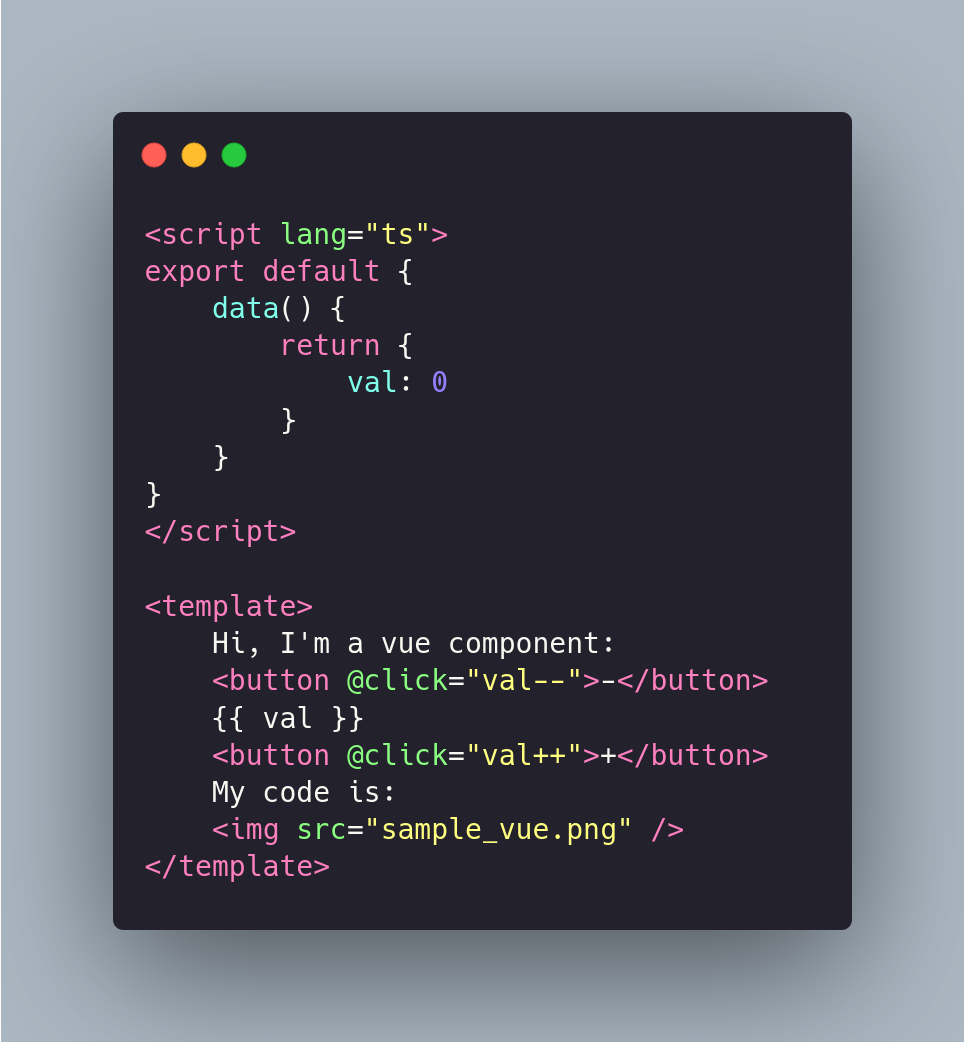 <script lang="ts">
export default {
    data() {
        return {
            val: 0
        }
    }
}
</script>

<template>
    Hi, I'm a vue component:
    <button @click="val--">-</button>
    {{ val }}
    <button @click="val++">+</button>
    My code is:
    <img src="sample_vue.png" />
</template>